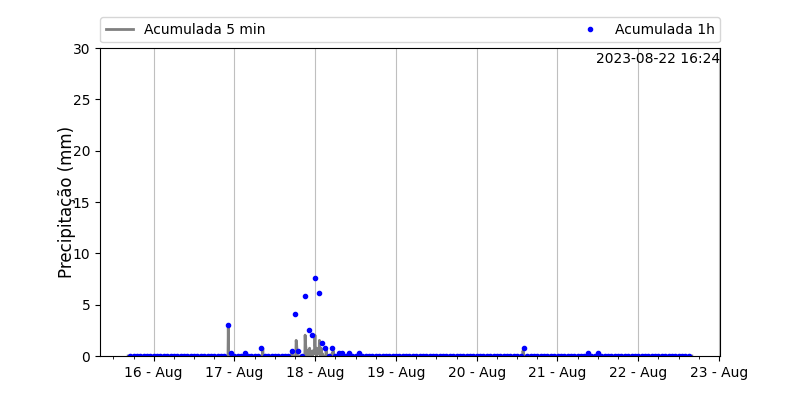 Acumulada 5 min
Acumulada 1h
2023-08-22 16:24
Precipitação (mm)
30
25
20
15
10
5
0
16 - Aug
17 - Aug
18 - Aug
19 - Aug
20 - Aug
21 - Aug
22 - Aug
23 - Aug